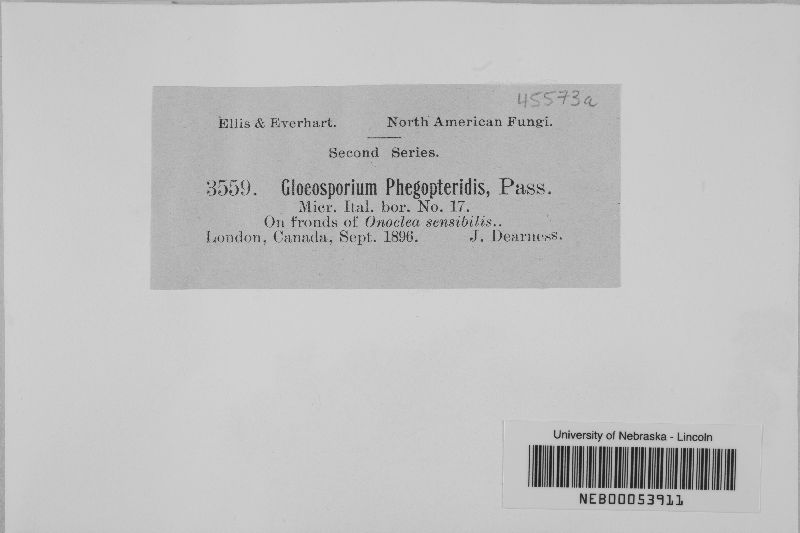 45573a
Ellis & Everhart. North American Fungi.
Second Series.
3559. Gloeosporium Phegopteridis, Pass.
Micr. Ital. bor. No. 17.
On fronds of Onoclea sensibilis..
London, Canada, Sept. 1896. J. Dearness.
University of Nebraska - Lincoln
NEB00053911